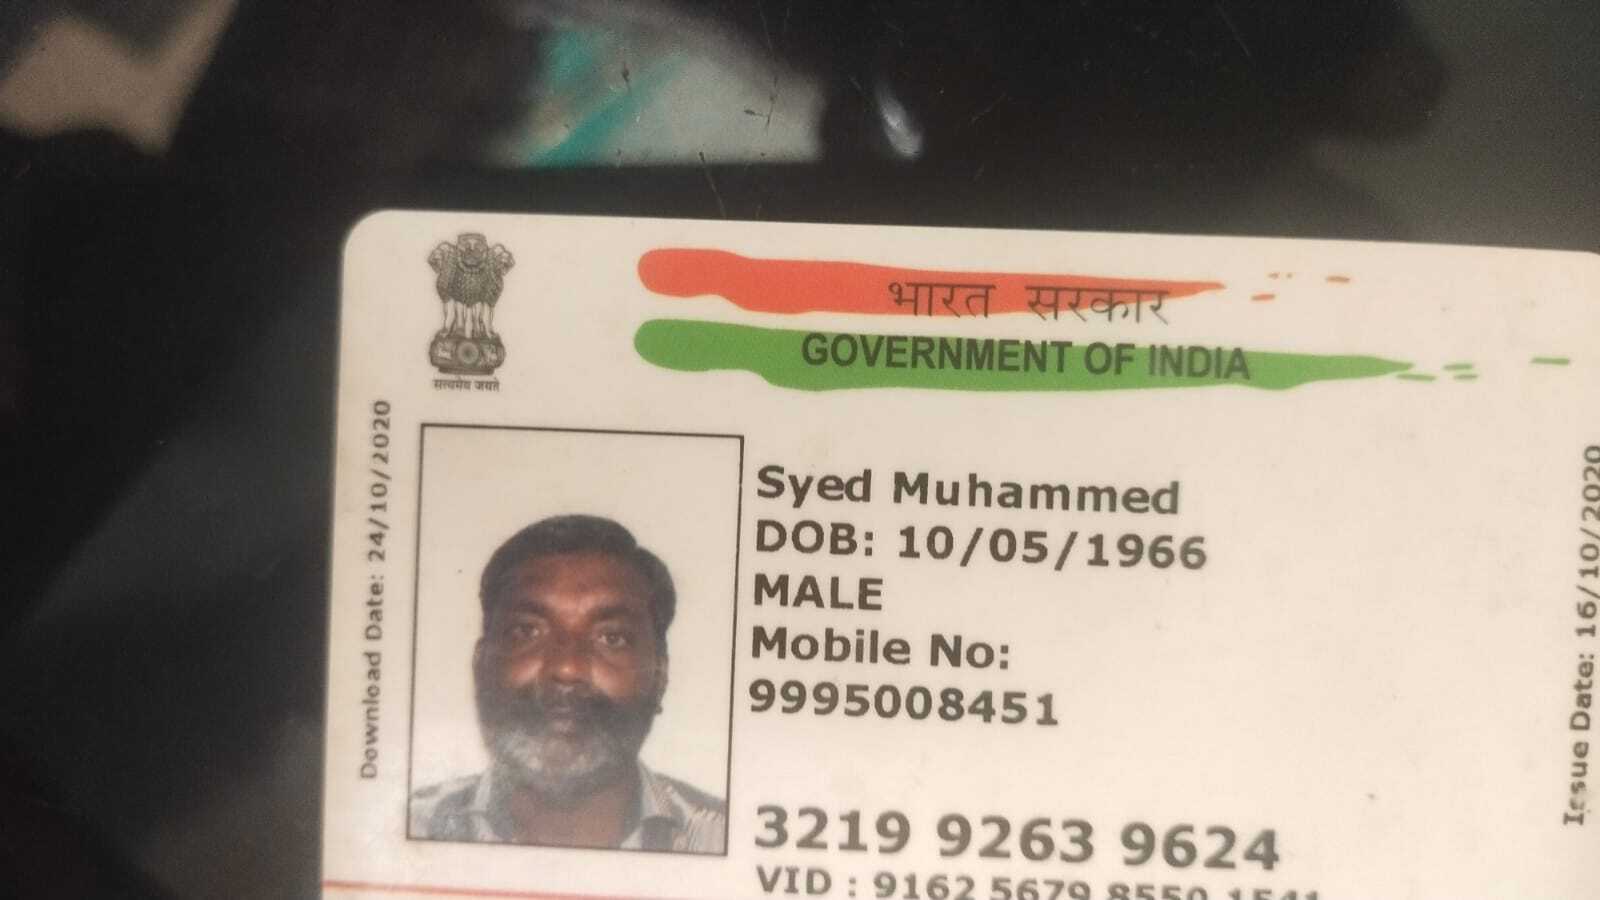 भारत सरकार
GOVERNMENT OF INDIA
सत्यमेव जयते
Download Date: 24/10/2020
Syed Muhammed
DOB: 10/05/1966
MALE
Mobile No:
9995008451
3219 9263 9624
VID : 9162 5679 8550 1541
Issue Date: 16/10/2020